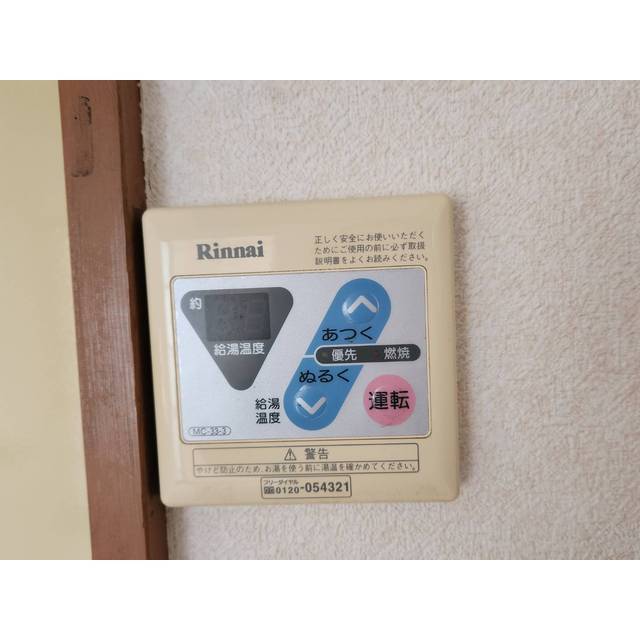 Rinnai
正しく安全にお使いいただく
ためにご使用の前に必ず取扱
説明書をよくお読みください。
約
給湯温度
あつく
優先 燃焼
ぬるく
給湯
温度
運転
MC-33-3
⚠ 警告
やけど防止のため、お湯を使う前に湯温を確かめてください。
フリーダイヤル
0120-054321